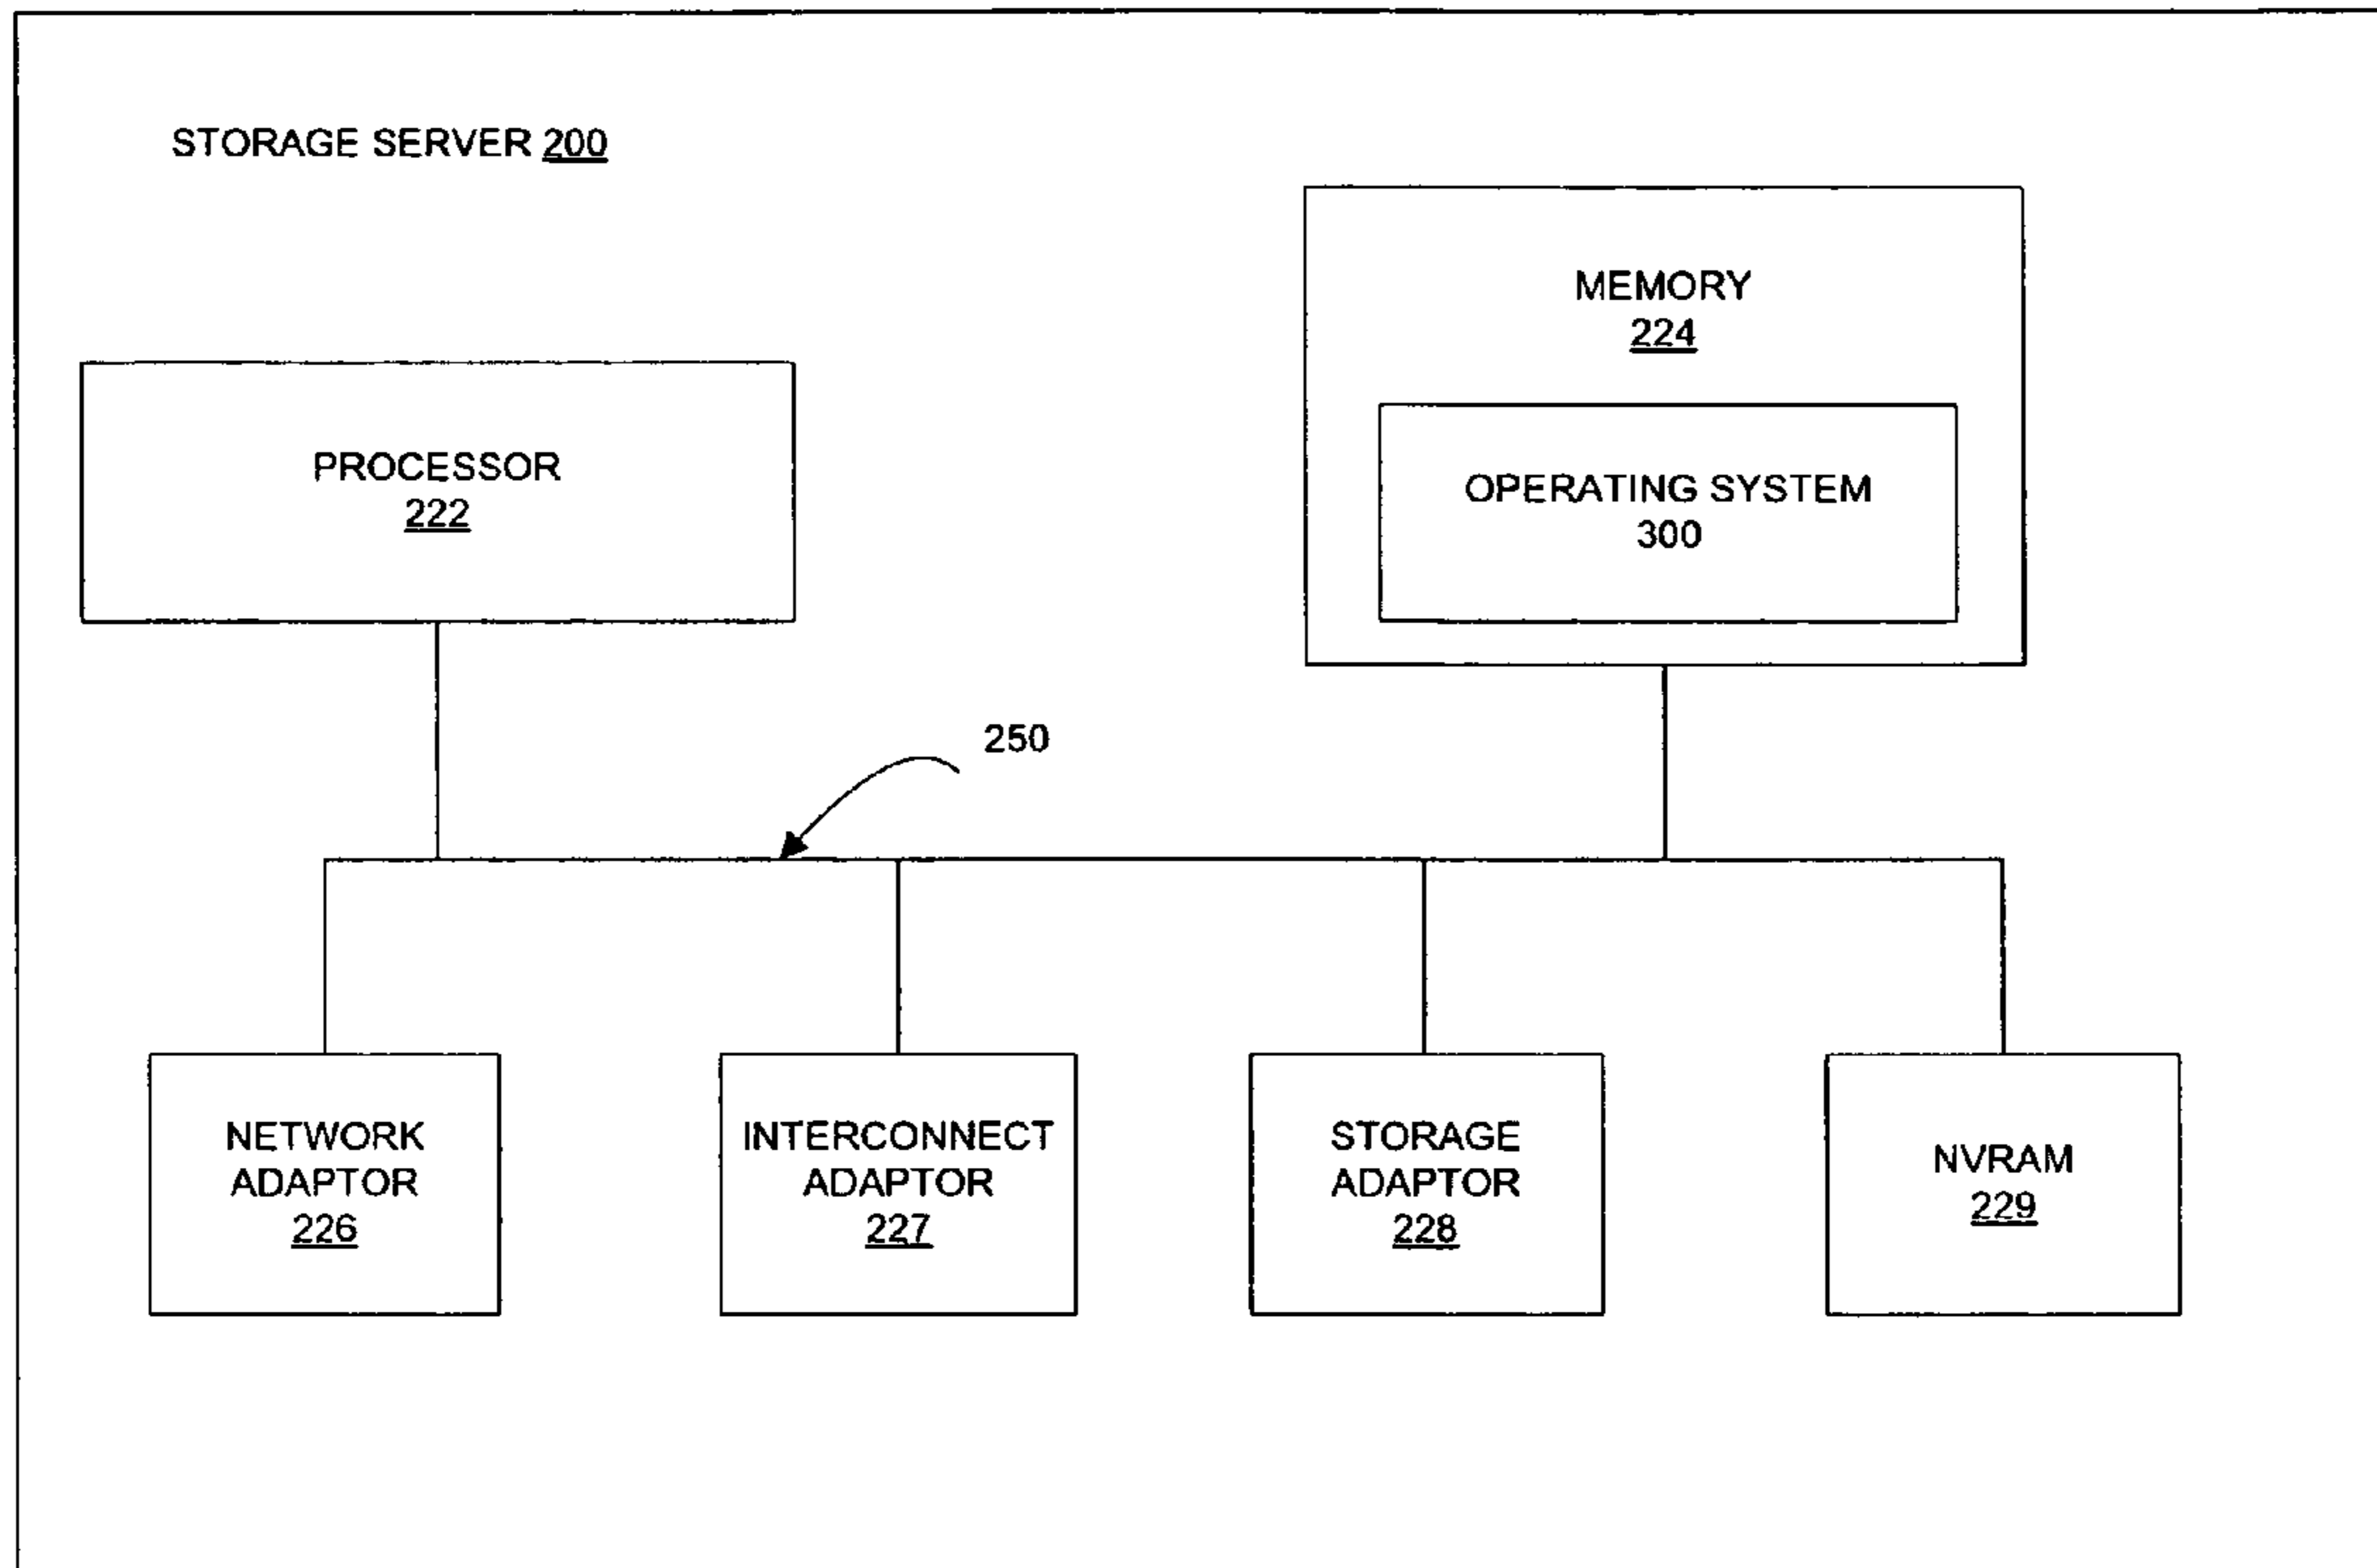 STORAGE SERVER 200
MEMORY
224
OPERATING SYSTEM
300
PROCESSOR
222
250
NETWORK
ADAPTOR
226
INTERCONNECT
ADAPTOR
227
STORAGE
ADAPTOR
228
NVRAM
229